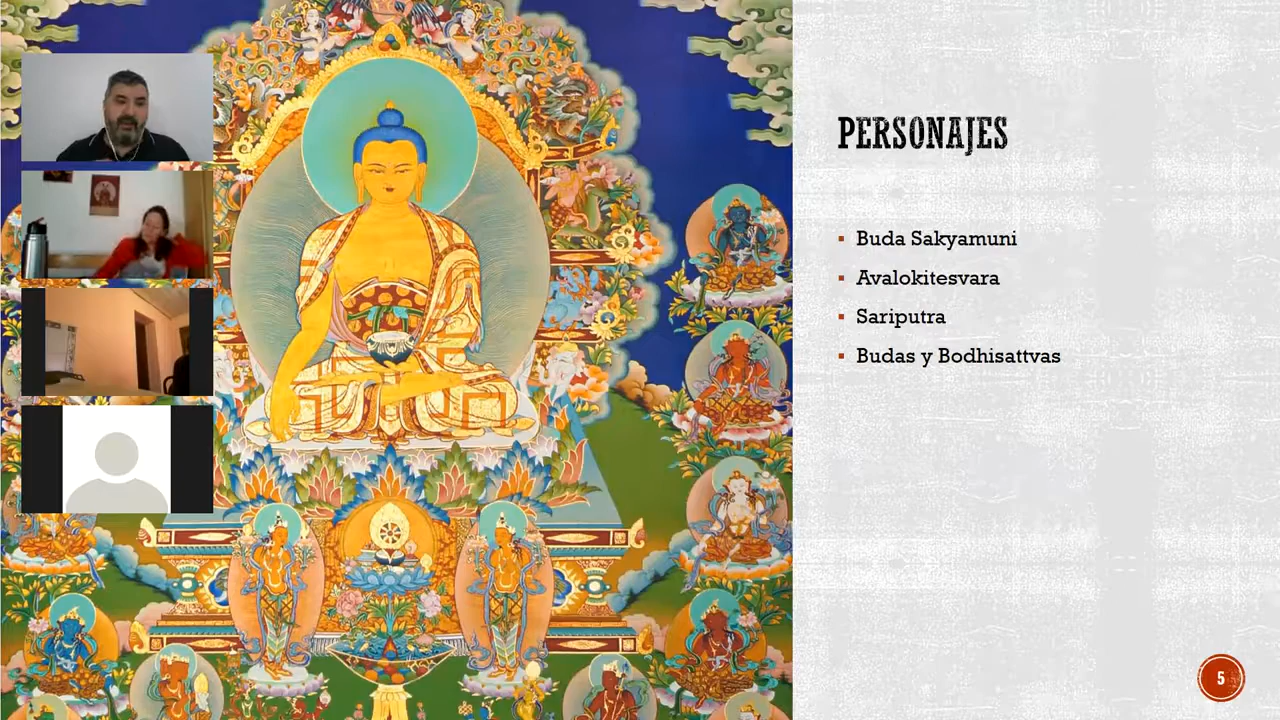 PERSONAJES
Buda Sakyamuni
Avalokitesvara
Sariputra
Budas y Bodhisattvas
5